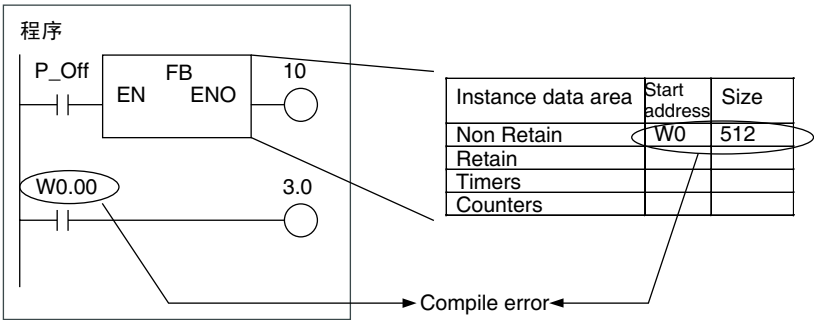 程序
P_Off
FB
10
EN ENO
W0.00
3.0
Instance data area Start address Size
Non Retain W0 512
Retain
Timers
Counters
Compile error